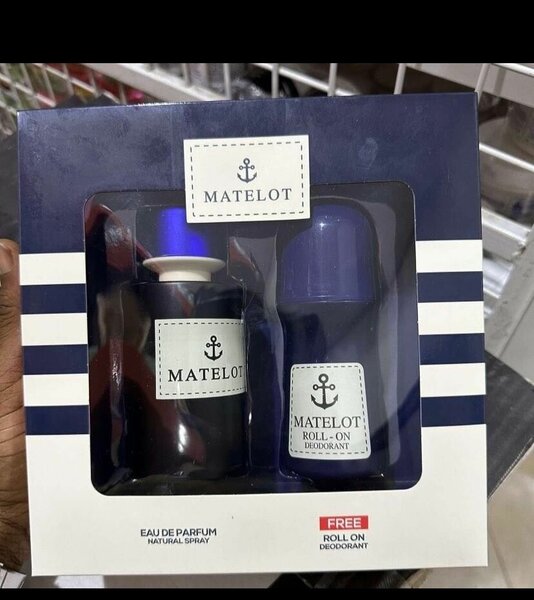 MATELOT
MATELOT
MATELOT
ROLL-ON
DEODORANT
EAU DE PARFUM
NATURAL SPRAY
FREE
ROLL ON
DEODORANT